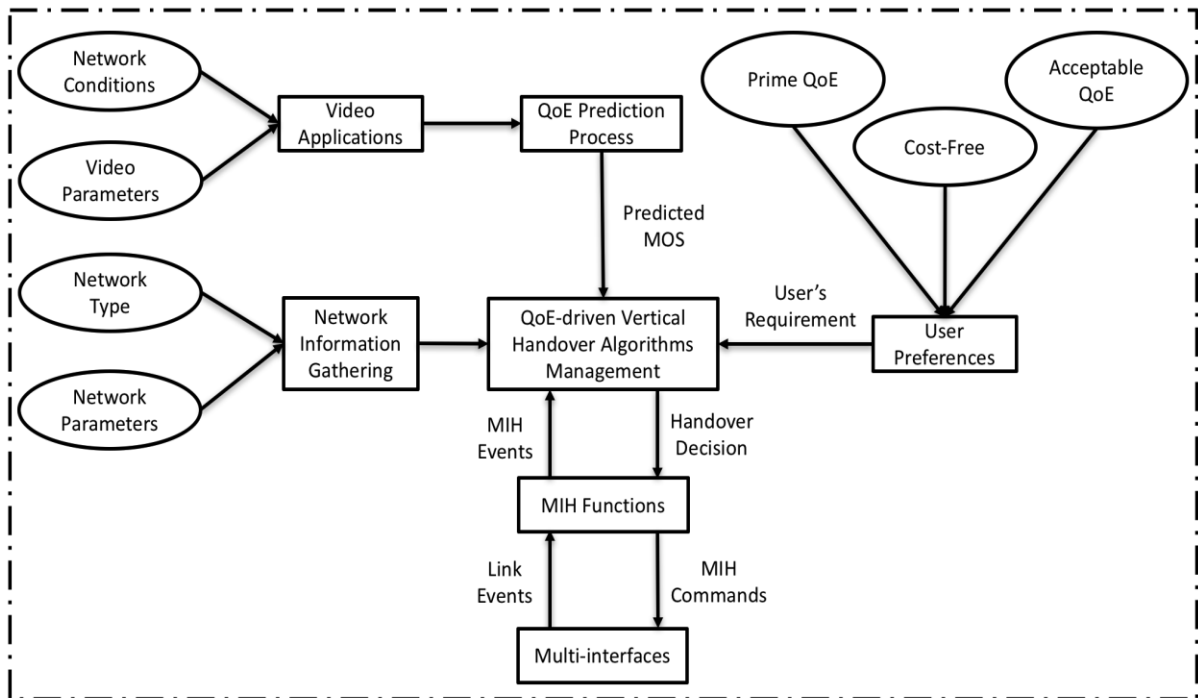 Network
Conditions
Video
Parameters
Video
Applications
QoE Prediction
Process
Prime QoE
Cost-Free
Acceptable
QoE
Predicted
MOS
Network
Type
Network
Parameters
Network
Information
Gathering
QoE-driven Vertical
Handover Algorithms
Management
User's
Requirement
User
Preferences
MIH
Events
Handover
Decision
MIH Functions
Link
Events
MIH
Commands
Multi-interfaces